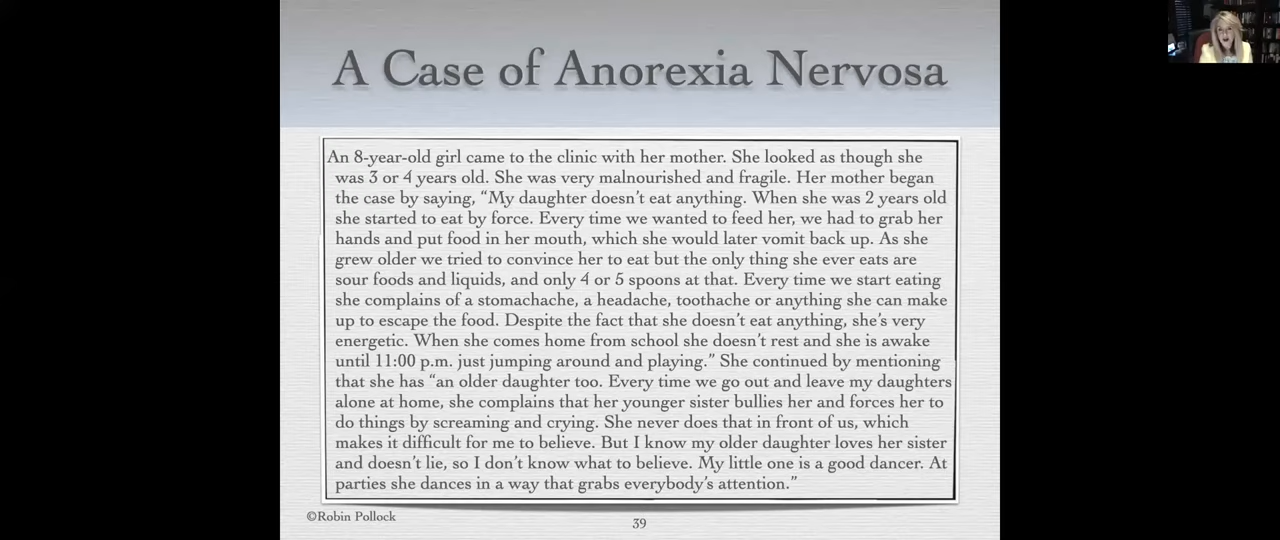 A Case of Anorexia Nervosa
An 8-year-old girl came to the clinic with her mother. She looked as though she
was 3 or 4 years old. She was very malnourished and fragile. Her mother began
the case by saying, “My daughter doesn’t eat anything. When she was 2 years old
she started to eat by force. Every time we wanted to feed her, we had to grab her
hands and put food in her mouth, which she would later vomit back up. As she
grew older we tried to convince her to eat but the only thing she ever eats are
sour foods and liquids, and only 4 or 5 spoons at that. Every time we start eating
she complains of a stomachache, a headache, toothache or anything she can make
up to escape the food. Despite the fact that she doesn’t eat anything, she’s very
energetic. When she comes home from school she doesn’t rest and she is awake
until 11:00 p.m. just jumping around and playing.” She continued by mentioning
that she has “an older daughter too. Every time we go out and leave my daughters
alone at home, she complains that her younger sister bullies her and forces her to
do things by screaming and crying. She never does that in front of us, which
makes it difficult for me to believe. But I know my older daughter loves her sister
and doesn’t lie, so I don’t know what to believe. My little one is a good dancer. At
parties she dances in a way that grabs everybody’s attention.”
©Robin Pollock
39